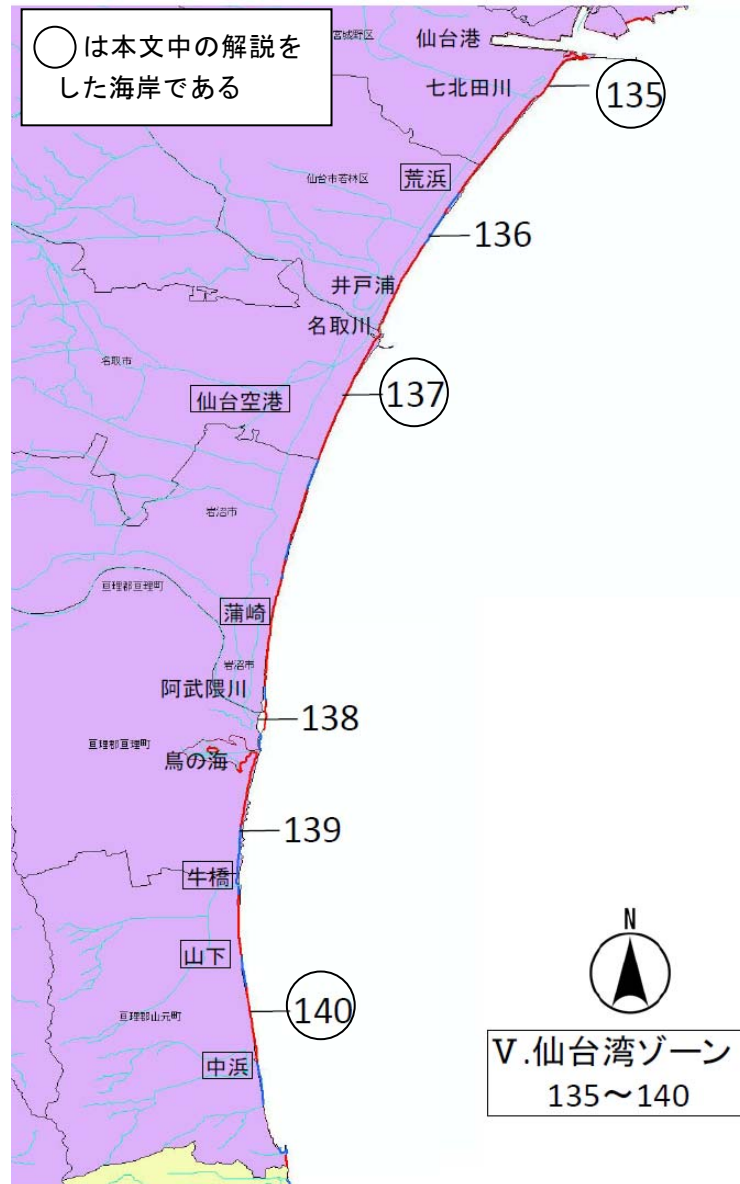 ◯は本文中の解説を
した海岸である
宮城野区
仙台港
七北田川
135
仙台市若林区
荒浜
136
井戸浦
名取川
名取市
137
仙台空港
岩沼市
亘理郡亘理町
蒲崎
岩沼市
阿武隈川
138
亘理郡亘理町
鳥の海
139
牛橋
山下
140
亘理郡山元町
中浜
N
Ⅴ.仙台湾ゾーン
135~140